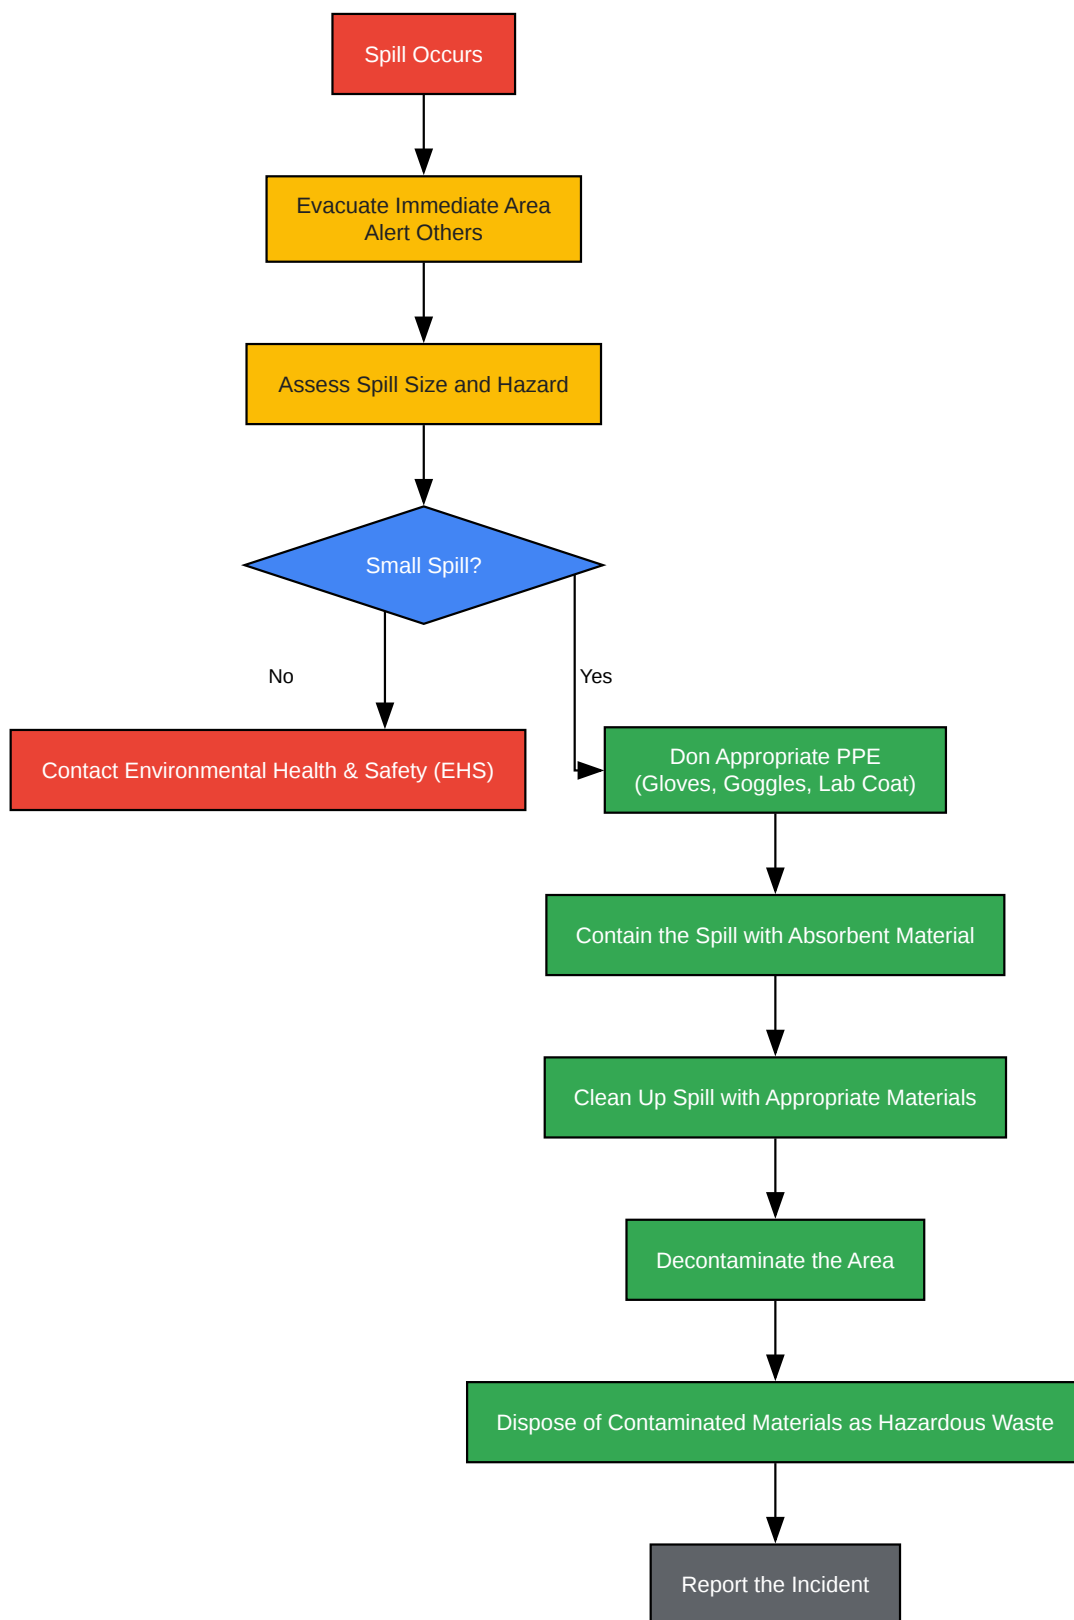 Spill Occurs
Evacuate Immediate Area
Alert Others
Assess Spill Size and Hazard
Small Spill?
No
Yes
Contact Environmental Health & Safety (EHS)
Don Appropriate PPE
(Gloves, Goggles, Lab Coat)
Contain the Spill with Absorbent Material
Clean Up Spill with Appropriate Materials
Decontaminate the Area
Dispose of Contaminated Materials as Hazardous Waste
Report the Incident